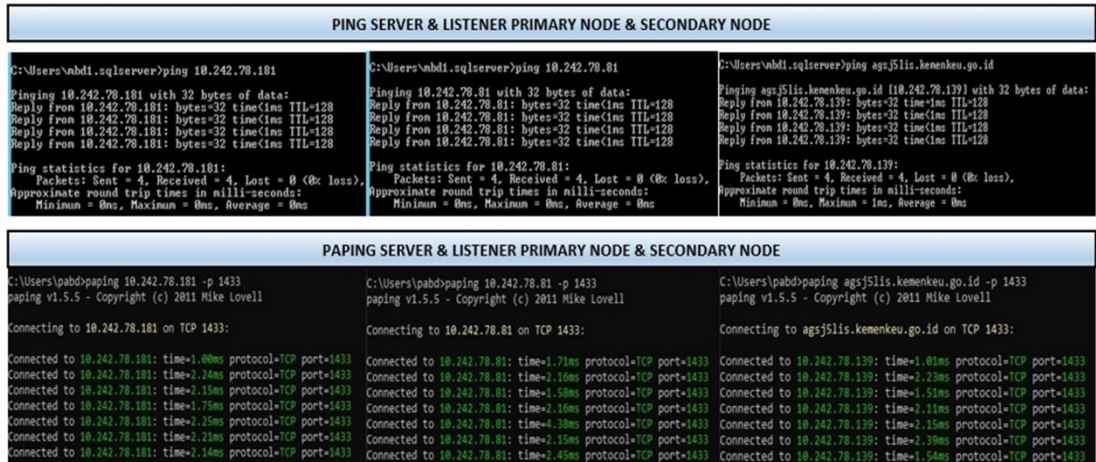 PING SERVER & LISTENER PRIMARY NODE & SECONDARY NODE
C:\Users\mbd1.sqlserver>ping 10.242.78.181
Pinging 10.242.78.181 with 32 bytes of data:
Reply from 10.242.78.181: bytes=32 time<1ms TTL=128
Reply from 10.242.78.181: bytes=32 time<1ms TTL=128
Reply from 10.242.78.181: bytes=32 time<1ms TTL=128
Reply from 10.242.78.181: bytes=32 time<1ms TTL=128
Ping statistics for 10.242.78.181:
Packets: Sent = 4, Received = 4, Lost = 0 (0% loss),
Approximate round trip times in milli-seconds:
Minimum = 0ms, Maximum = 0ms, Average = 0ms
C:\Users\mbd1.sqlserver>ping 10.242.78.81
Pinging 10.242.78.81 with 32 bytes of data:
Reply from 10.242.78.81: bytes=32 time<1ms TTL=128
Reply from 10.242.78.81: bytes=32 time<1ms TTL=128
Reply from 10.242.78.81: bytes=32 time<1ms TTL=128
Reply from 10.242.78.81: bytes=32 time<1ms TTL=128
Ping statistics for 10.242.78.81:
Packets: Sent = 4, Received = 4, Lost = 0 (0% loss),
Approximate round trip times in milli-seconds:
Minimum = 0ms, Maximum = 0ms, Average = 0ms
C:\Users\mbd1.sqlserver>ping agsj5lis.kemenkeu.go.id
Pinging agsj5lis.kemenkeu.go.id [10.242.78.139] with 32 bytes of data:
Reply from 10.242.78.139: bytes=32 time<1ms TTL=128
Reply from 10.242.78.139: bytes=32 time=1ms TTL=128
Reply from 10.242.78.139: bytes=32 time<1ms TTL=128
Reply from 10.242.78.139: bytes=32 time<1ms TTL=128
Ping statistics for 10.242.78.139:
Packets: Sent = 4, Received = 4, Lost = 0 (0% loss),
Approximate round trip times in milli-seconds:
Minimum = 0ms, Maximum = 1ms, Average = 0ms
PAPING SERVER & LISTENER PRIMARY NODE & SECONDARY NODE
C:\Users\pabd>paping 10.242.78.181 -p 1433
paping v1.5.5 - Copyright (c) 2011 Mike Lovell
Connecting to 10.242.78.181 on TCP 1433:
Connected to 10.242.78.181: time=1.00ms protocol=TCP port=1433
Connected to 10.242.78.181: time=2.24ms protocol=TCP port=1433
Connected to 10.242.78.181: time=2.15ms protocol=TCP port=1433
Connected to 10.242.78.181: time=1.75ms protocol=TCP port=1433
Connected to 10.242.78.181: time=2.25ms protocol=TCP port=1433
Connected to 10.242.78.181: time=2.21ms protocol=TCP port=1433
Connected to 10.242.78.181: time=2.14ms protocol=TCP port=1433
C:\Users\pabd>paping 10.242.78.81 -p 1433
paping v1.5.5 - Copyright (c) 2011 Mike Lovell
Connecting to 10.242.78.81 on TCP 1433:
Connected to 10.242.78.81: time=1.71ms protocol=TCP port=1433
Connected to 10.242.78.81: time=2.16ms protocol=TCP port=1433
Connected to 10.242.78.81: time=1.58ms protocol=TCP port=1433
Connected to 10.242.78.81: time=2.16ms protocol=TCP port=1433
Connected to 10.242.78.81: time=4.38ms protocol=TCP port=1433
Connected to 10.242.78.81: time=2.15ms protocol=TCP port=1433
Connected to 10.242.78.81: time=2.45ms protocol=TCP port=1433
C:\Users\pabd>paping agsj5lis.kemenkeu.go.id -p 1433
paping v1.5.5 - Copyright (c) 2011 Mike Lovell
Connecting to agsj5lis.kemenkeu.go.id on TCP 1433:
Connected to 10.242.78.139: time=1.01ms protocol=TCP port=1433
Connected to 10.242.78.139: time=2.23ms protocol=TCP port=1433
Connected to 10.242.78.139: time=1.51ms protocol=TCP port=1433
Connected to 10.242.78.139: time=2.11ms protocol=TCP port=1433
Connected to 10.242.78.139: time=2.15ms protocol=TCP port=1433
Connected to 10.242.78.139: time=2.39ms protocol=TCP port=1433
Connected to 10.242.78.139: time=1.54ms protocol=TCP port=1433